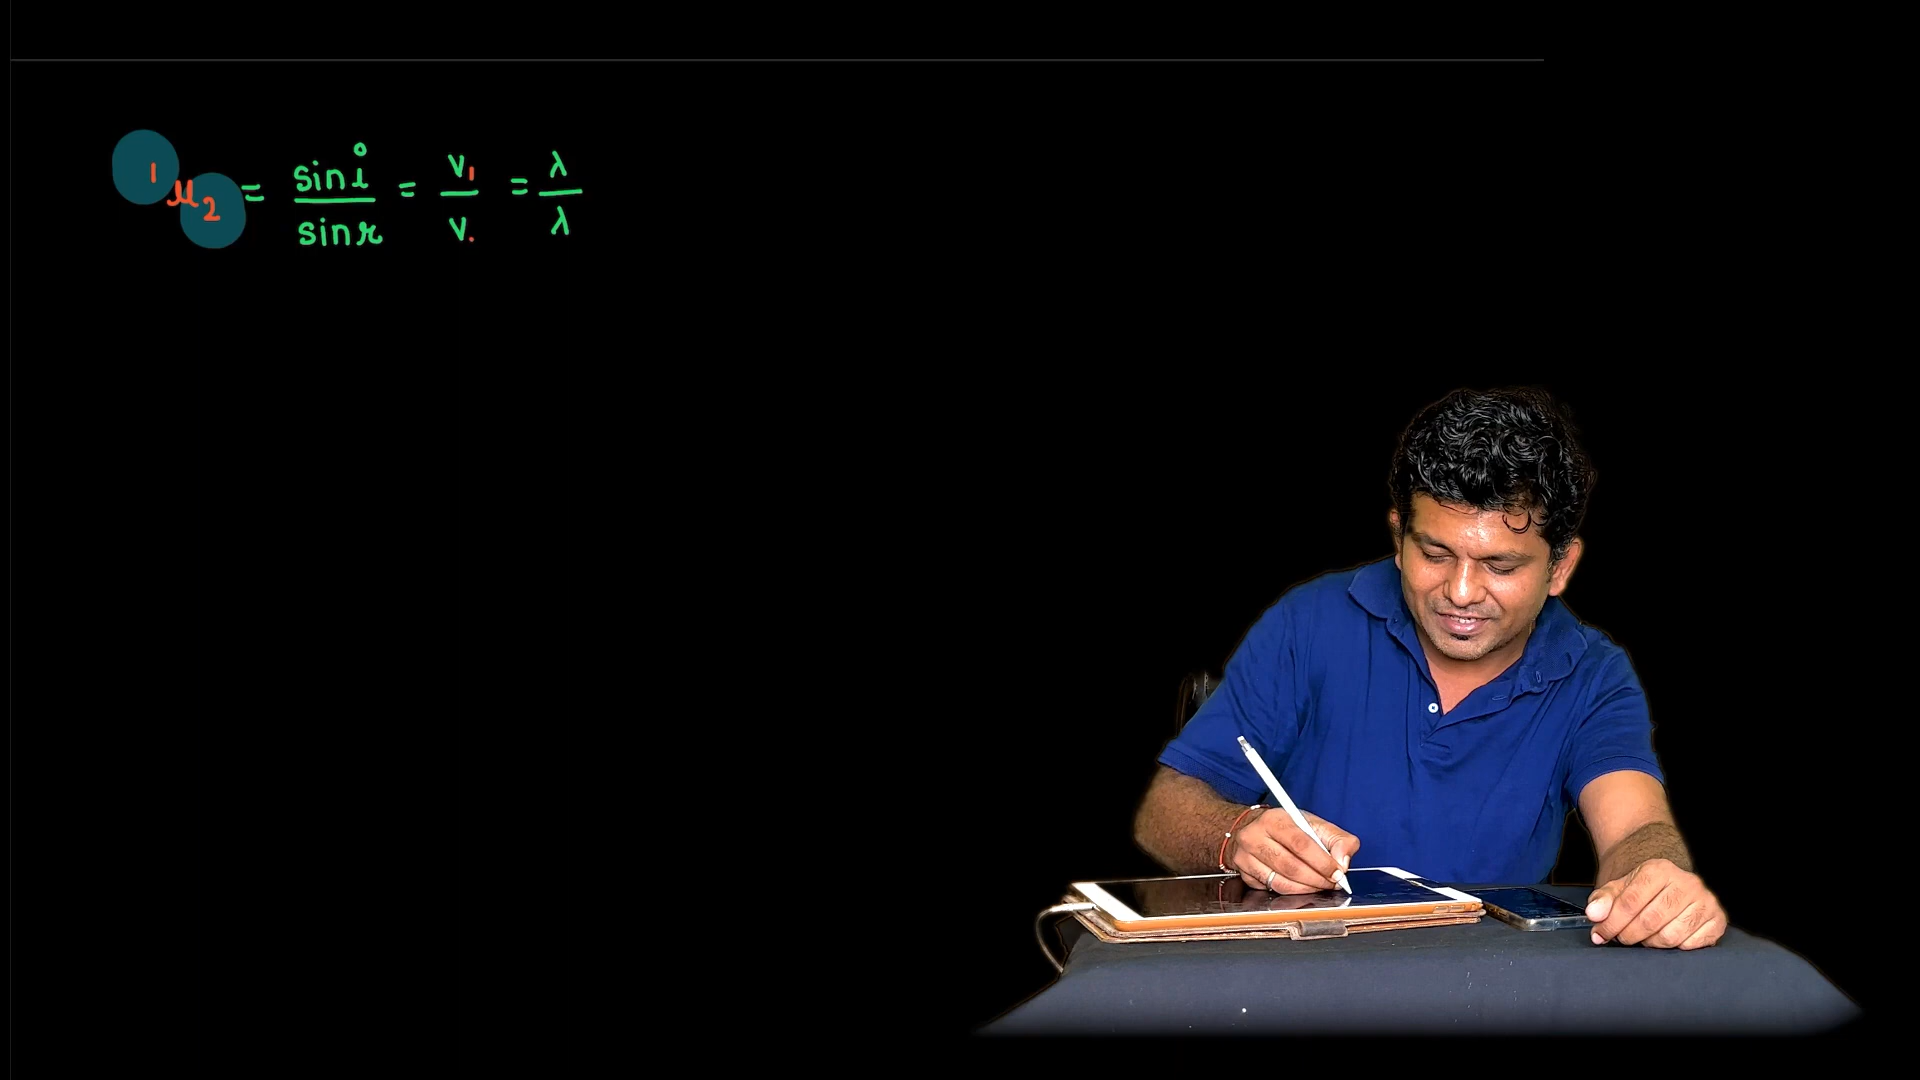 ₁μ₂ = sin i / sin r = v₁ / v. = λ / λ